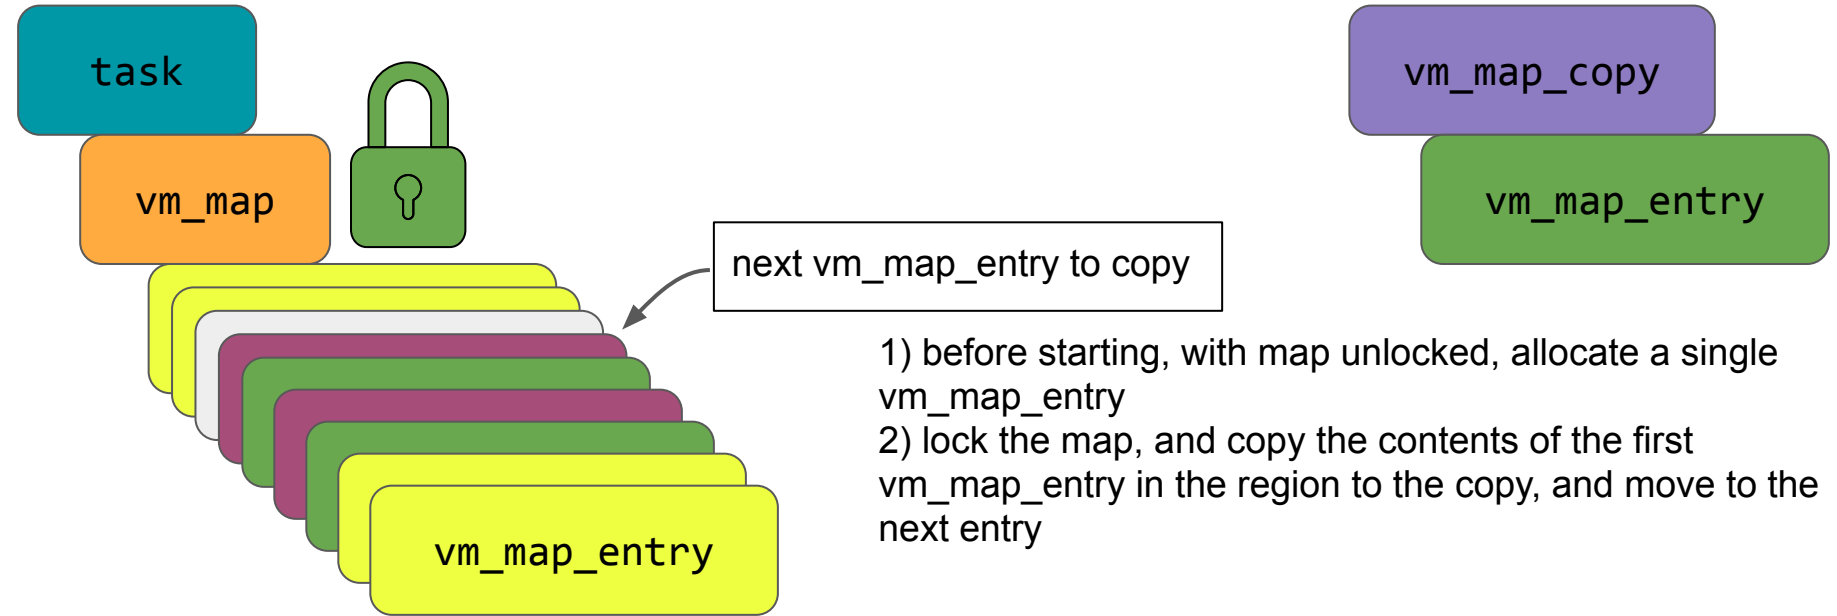 task
vm_map_copy
vm_map
vm_map_entry
next vm_map_entry to copy
1) before starting, with map unlocked, allocate a single
vm_map_entry
2) lock the map, and copy the contents of the first
vm_map_entry in the region to the copy, and move to the
next entry
vm_map_entry